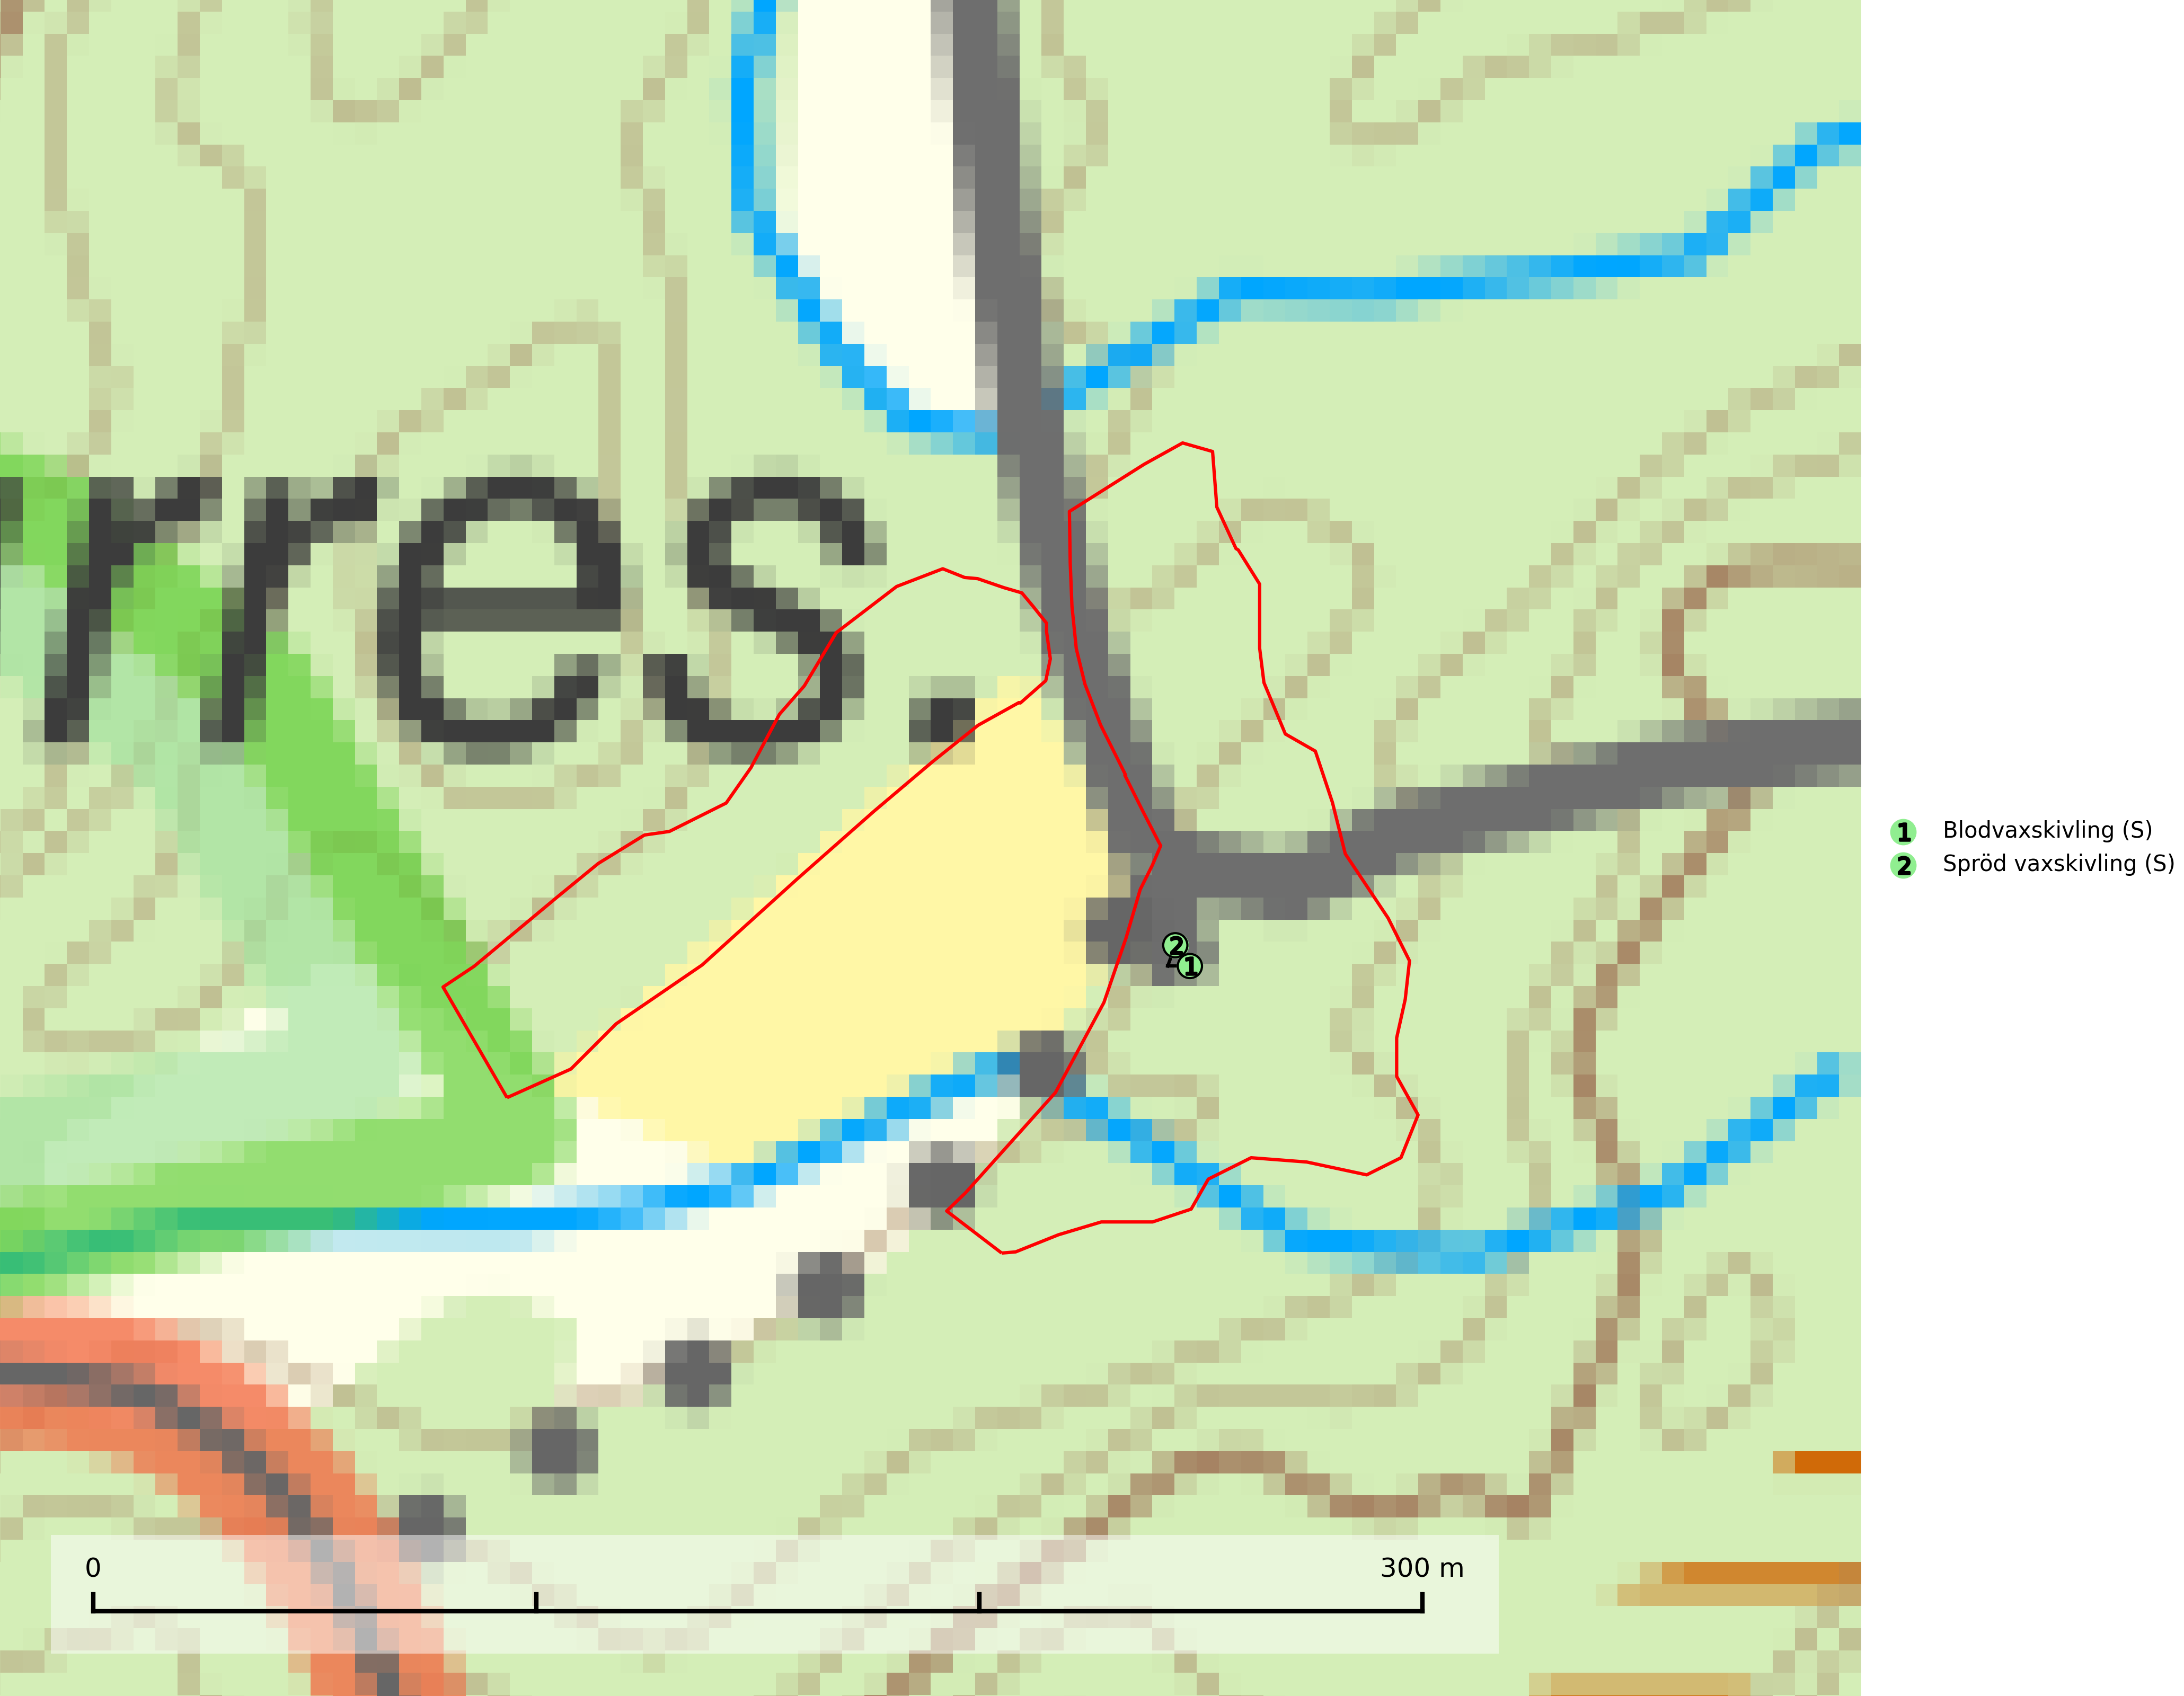 rres.
2
1
1 Blodvaxskivling (S)
2 Spröd vaxskivling (S)
0 300 m